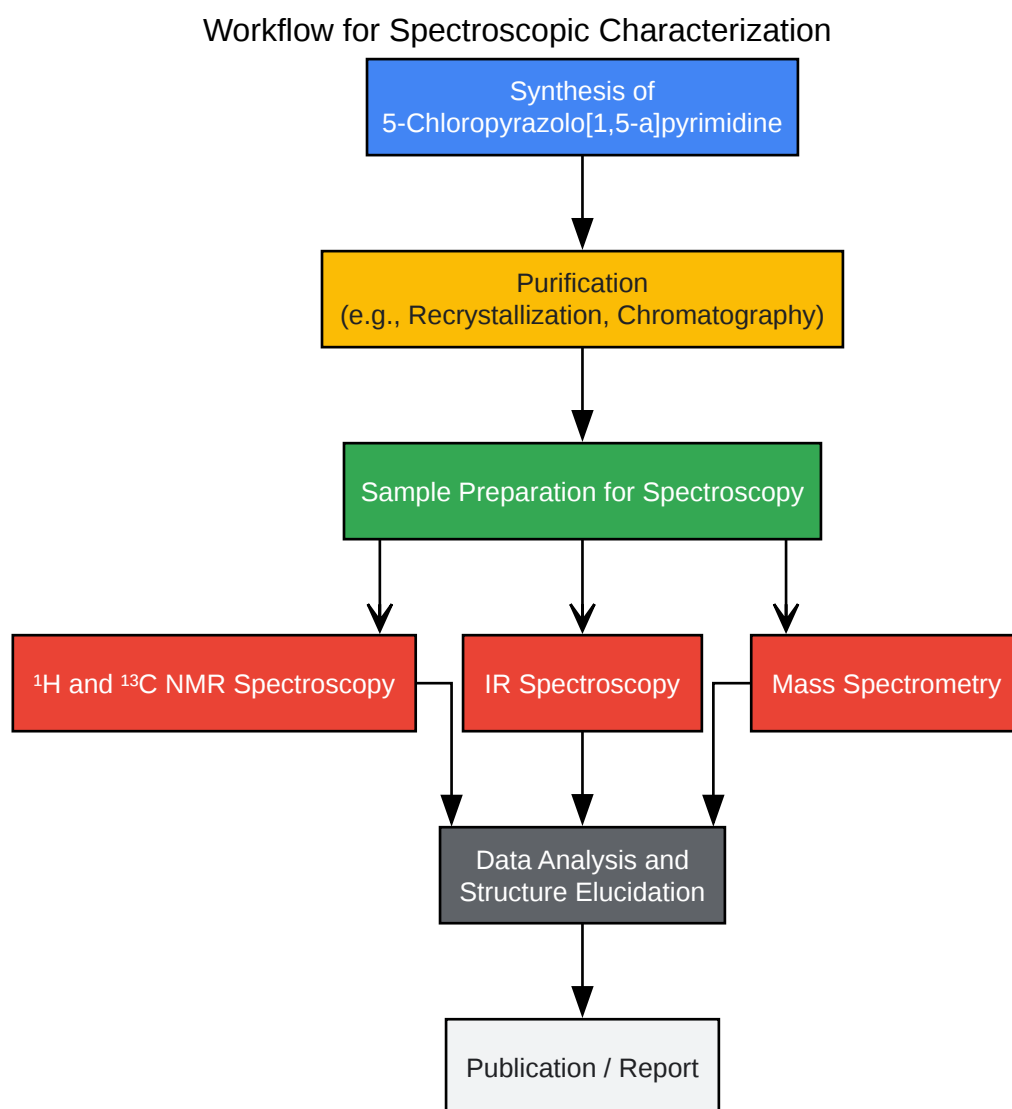 Workflow for Spectroscopic Characterization
Synthesis of
5-Chloropyrazolo[1,5-a]pyrimidine
Purification
(e.g., Recrystallization, Chromatography)
Sample Preparation for Spectroscopy
¹H and ¹³C NMR Spectroscopy
IR Spectroscopy
Mass Spectrometry
Data Analysis and
Structure Elucidation
Publication / Report